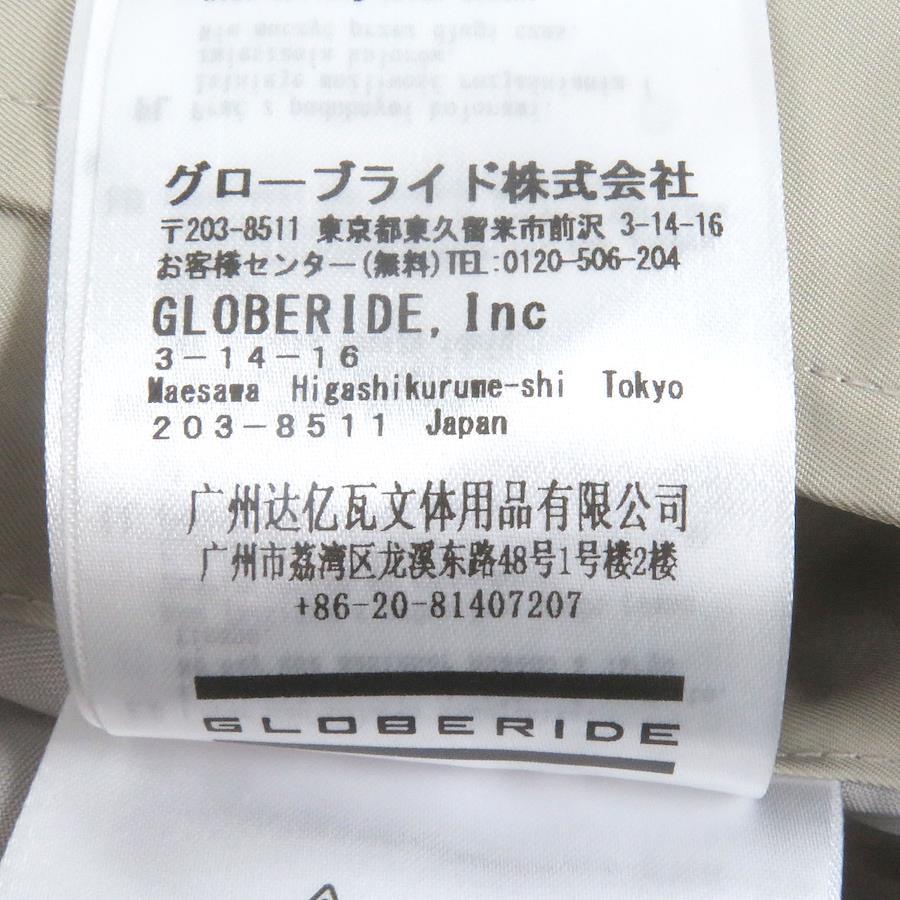 グローブライド株式会社
〒203-8511 東京都東久留米市前沢 3-14-16
お客様センター(無料)TEL:0120-506-204
GLOBERIDE, Inc
3-14-16
Maesawa Higashikurume-shi Tokyo
203-8511 Japan
广州达亿瓦文体用品有限公司
广州市荔湾区龙溪东路48号1号楼2楼
+86-20-81407207
GLOBERIDE